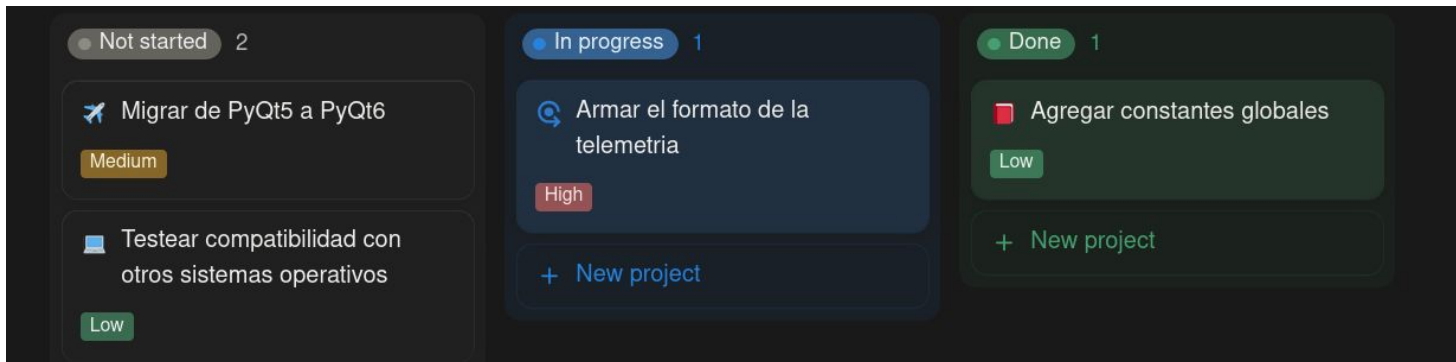 Not started 2
Migrar de PyQt5 a PyQt6
Medium
Testear compatibilidad con
otros sistemas operativos
Low
In progress 1
Armar el formato de la
telemetria
High
+ New project
Done 1
Agregar constantes globales
Low
+ New project